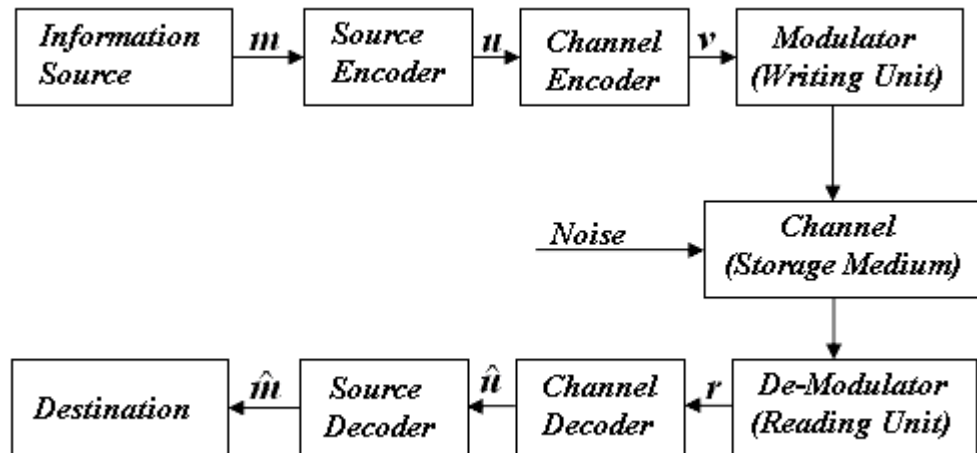 Information
Source
m
Source
Encoder
u
Channel
Encoder
v
Modulator
(Writing Unit)
Noise
Channel
(Storage Medium)
Destination
m̂
Source
Decoder
û
Channel
Decoder
r
De-Modulator
(Reading Unit)